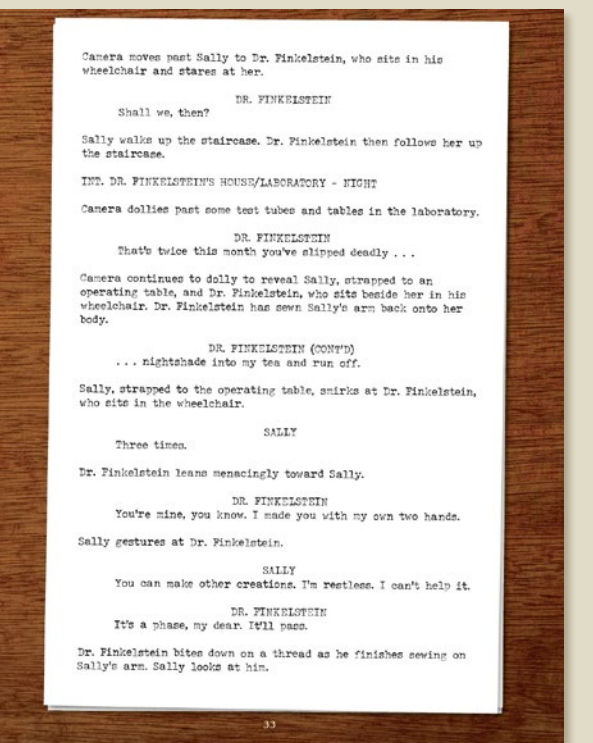 Camera moves past Sally to Dr. Finkelstein, who sits in his
wheelchair and stares at her.
DR. FINKELSTEIN
Shall we, then?
Sally walks up the staircase. Dr. Finkelstein then follows her up
the staircase.
INT. DR. FINKELSTEIN'S HOUSE/LABORATORY - NIGHT
Camera dollies past some test tubes and tables in the laboratory.
DR. FINKELSTEIN
That's twice this month you've slipped deadly . . .
Camera continues to dolly to reveal Sally, strapped to an
operating table, and Dr. Finkelstein, who sits beside her in his
wheelchair. Dr. Finkelstein has sewn Sally's arm back onto her
body.
DR. FINKELSTEIN (CONT'D)
. . . nightshade into my tea and run off.
Sally, strapped to the operating table, smirks at Dr. Finkelstein,
who sits in the wheelchair.
SALLY
Three times.
Dr. Finkelstein leans menacingly toward Sally.
DR. FINKELSTEIN
You're mine, you know. I made you with my own two hands.
Sally gestures at Dr. Finkelstein.
SALLY
You can make other creations. I'm restless. I can't help it.
DR. FINKELSTEIN
It's a phase, my dear. It'll pass.
Dr. Finkelstein bites down on a thread as he finishes sewing on
Sally's arm. Sally looks at him.
33